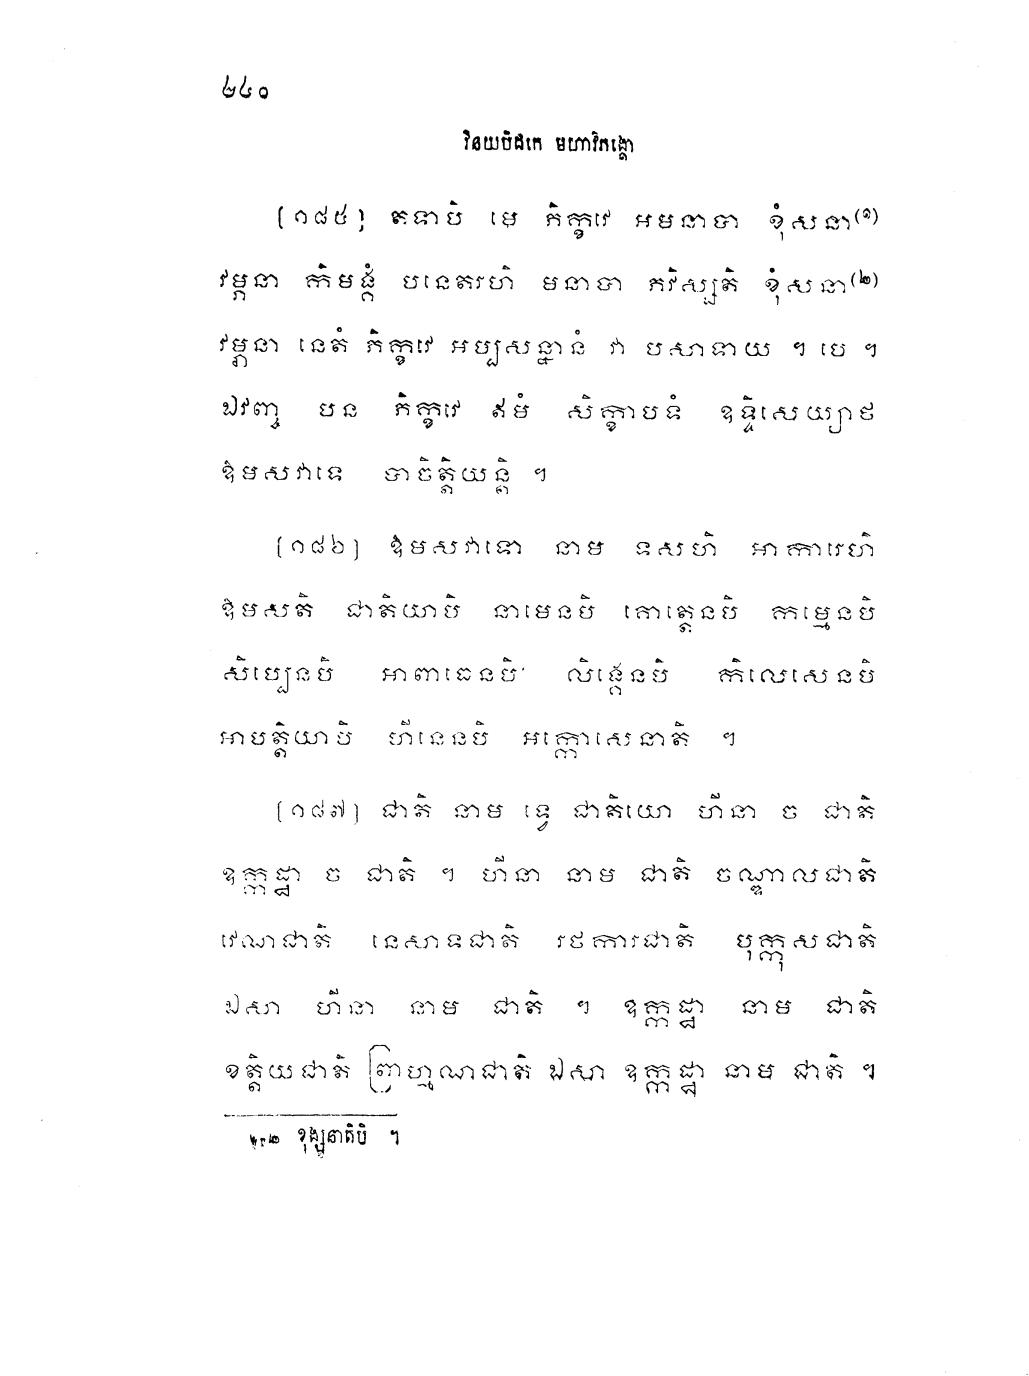 ២៤០
វិនយបិដកេ មហាវិភង្គោ
[១៨៥] តទាបិ មេ ភិក្ខវេ អមនាបា ខុំសនា(១)
វម្ភនា កិមង្គំ បនេតរហិ មនាបា ភវិស្សតិ ខុំសនា(២)
វម្ភនា នេតំ ភិក្ខវេ អប្បសន្នានំ វា បសាទាយ ។ បេ ។
ឯវញ្ច បន ភិក្ខវេ ឥមំ សិក្ខាបទំ ឧទ្ទិសេយ្យាថ
ឱមសវាទេ បាចិត្តិយន្តិ ។
[១៨៦] ឱមសវាទោ នាម ទសហិ អាការេហិ
ឱមសតិ ជាតិយាបិ នាមេនបិ គោត្តេនបិ កម្មេនបិ
សិប្បេនបិ អាពាធេនបិ លិង្គេនបិ កិលេសេនបិ
អាបត្តិយាបិ ហីនេនបិ អក្កោសេនាតិ ។
[១៨៧] ជាតិ នាម ទ្វេ ជាតិយោ ហីនា ច ជាតិ
ឧក្កដ្ឋា ច ជាតិ ។ ហីនា នាម ជាតិ ចណ្ឌាលជាតិ
វេណជាតិ នេសាទជាតិ រថការជាតិ បុក្កុសជាតិ
ឯសា ហីនា នាម ជាតិ ។ ឧក្កដ្ឋា នាម ជាតិ
ខត្តិយជាតិ ព្រាហ្មណជាតិ ឯសា ឧក្កដ្ឋា នាម ជាតិ ។
ខុង្សនាតិបិ ។